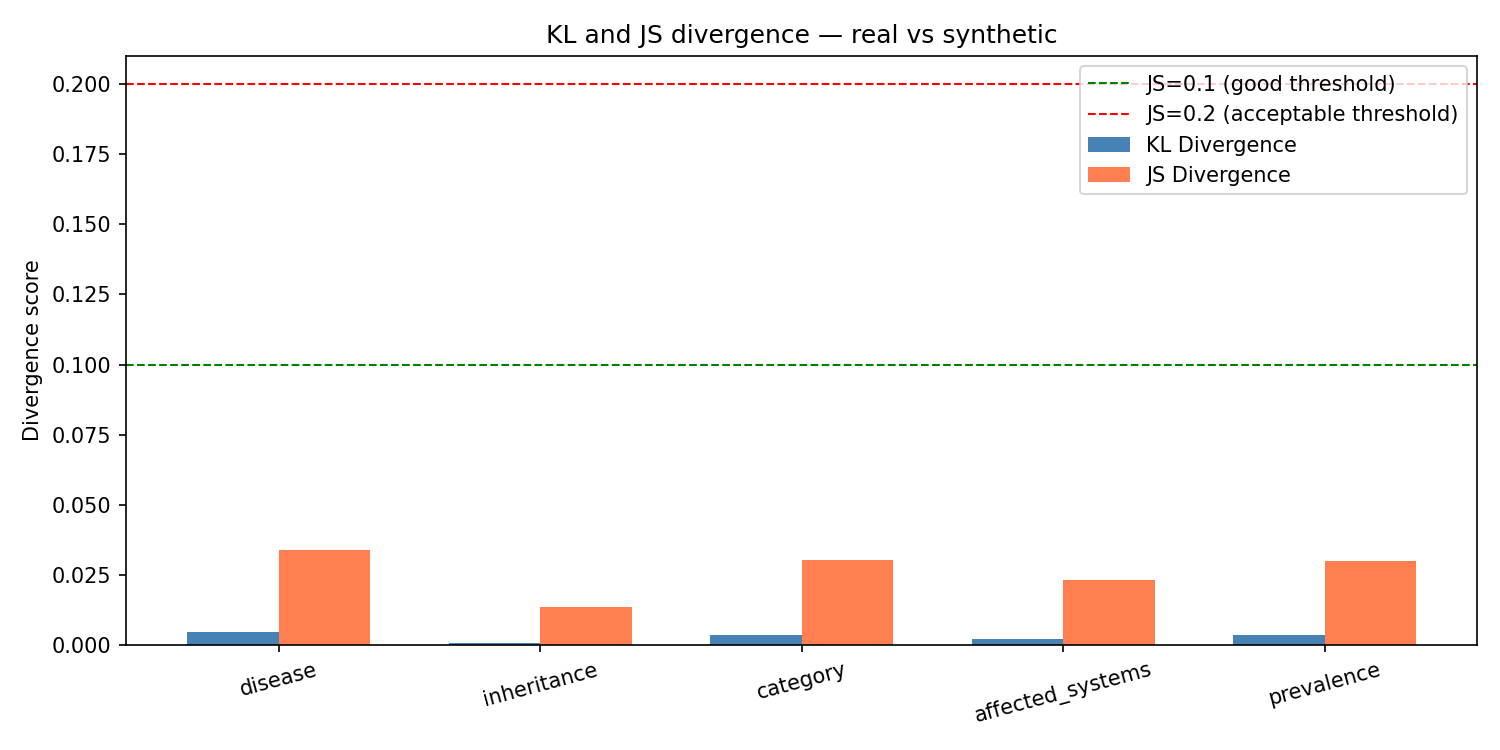 KL and JS divergence — real vs synthetic
JS=0.1 (good threshold)
JS=0.2 (acceptable threshold)
KL Divergence
JS Divergence
Divergence score
0.200
0.175
0.150
0.125
0.100
0.075
0.050
0.025
0.000
disease
inheritance
category
affected_systems
prevalence